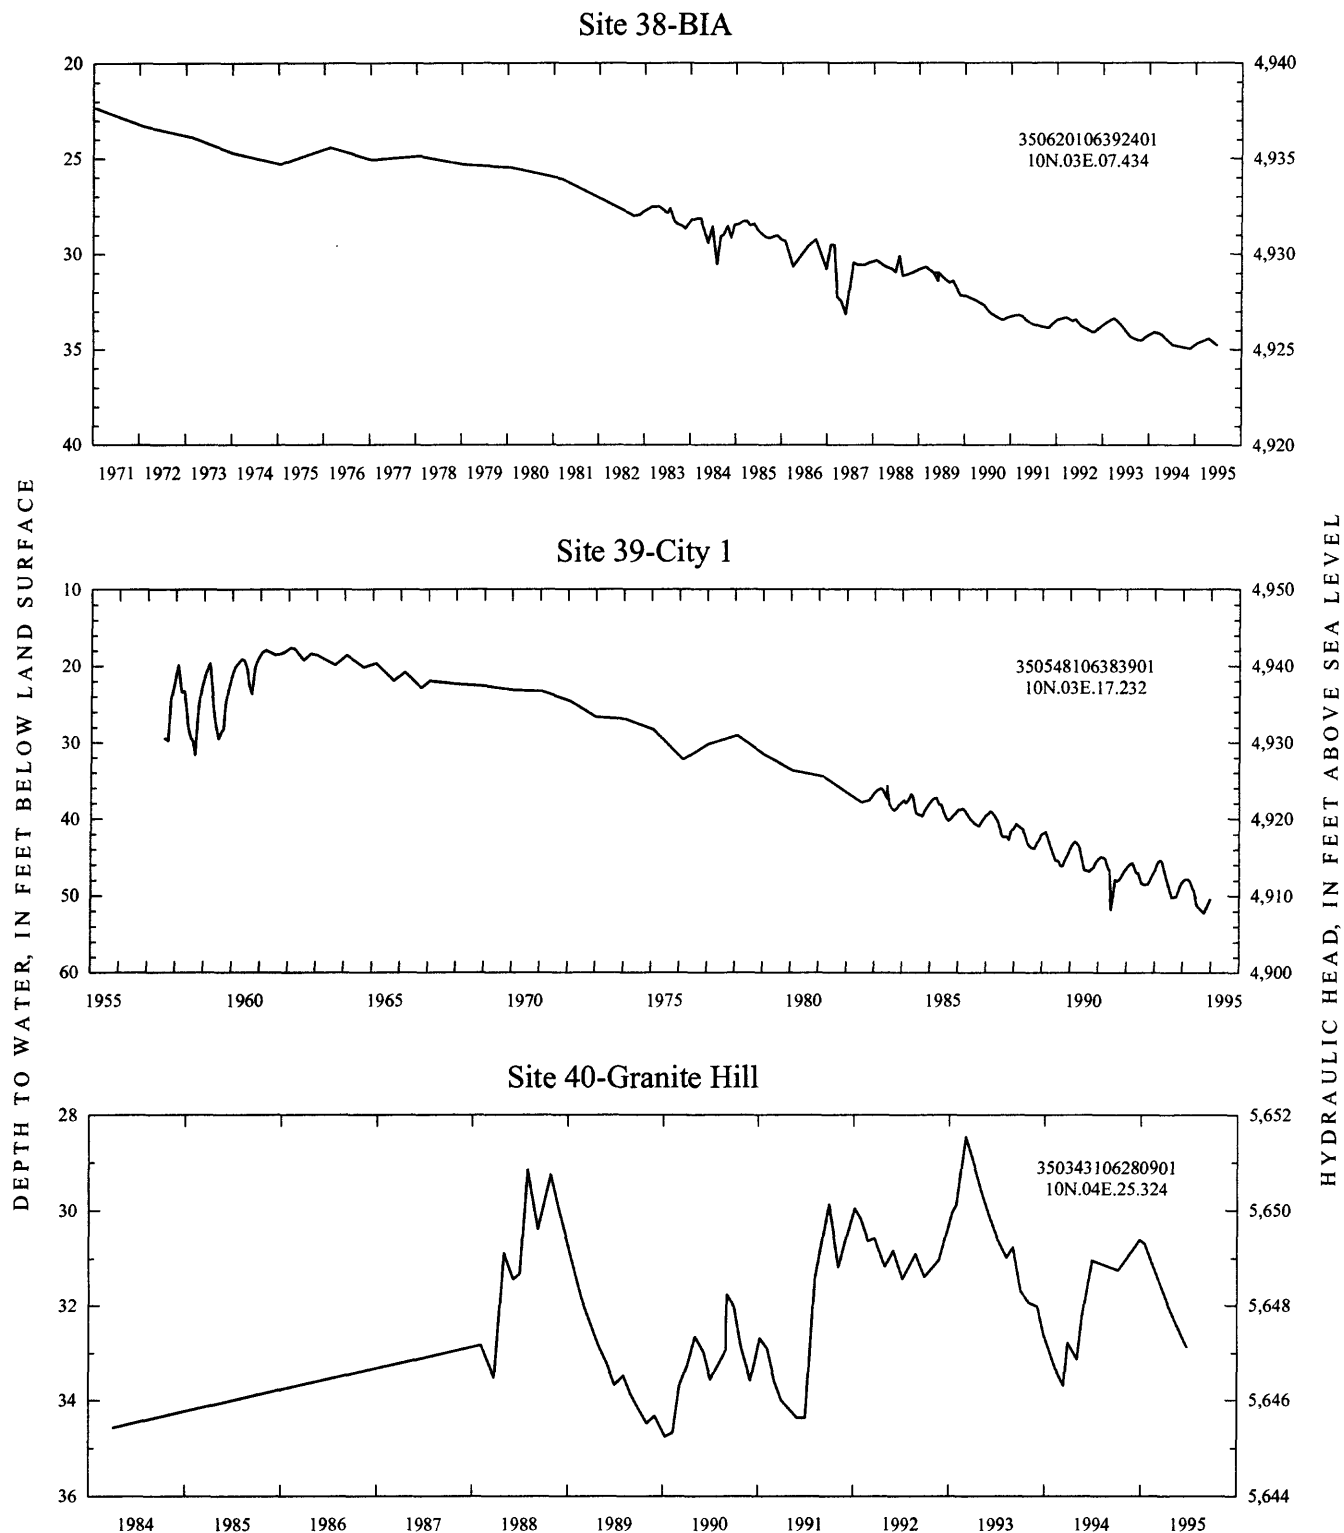 Site 38-BIA
20 4,940
350620106392401
10N.03E.07.434
25 4,935
30 4,930
35 4,925
40 4,920
1971 1972 1973 1974 1975 1976 1977 1978 1979 1980 1981 1982 1983 1984 1985 1986 1987 1988 1989 1990 1991 1992 1993 1994 1995
DEPTH TO WATER, IN FEET BELOW LAND SURFACE
HYDRAULIC HEAD, IN FEET ABOVE SEA LEVEL
Site 39-City 1
10 4,950
350548106383901
20 4,940
10N.03E.17.232
30 4,930
40 4,920
50 4,910
60 4,900
1955 1960 1965 1970 1975 1980 1985 1990 1995
Site 40-Granite Hill
28 5,652
350343106280901
10N.04E.25.324
30 5,650
32 5,648
34 5,646
36 5,644
1984 1985 1986 1987 1988 1989 1990 1991 1992 1993 1994 1995